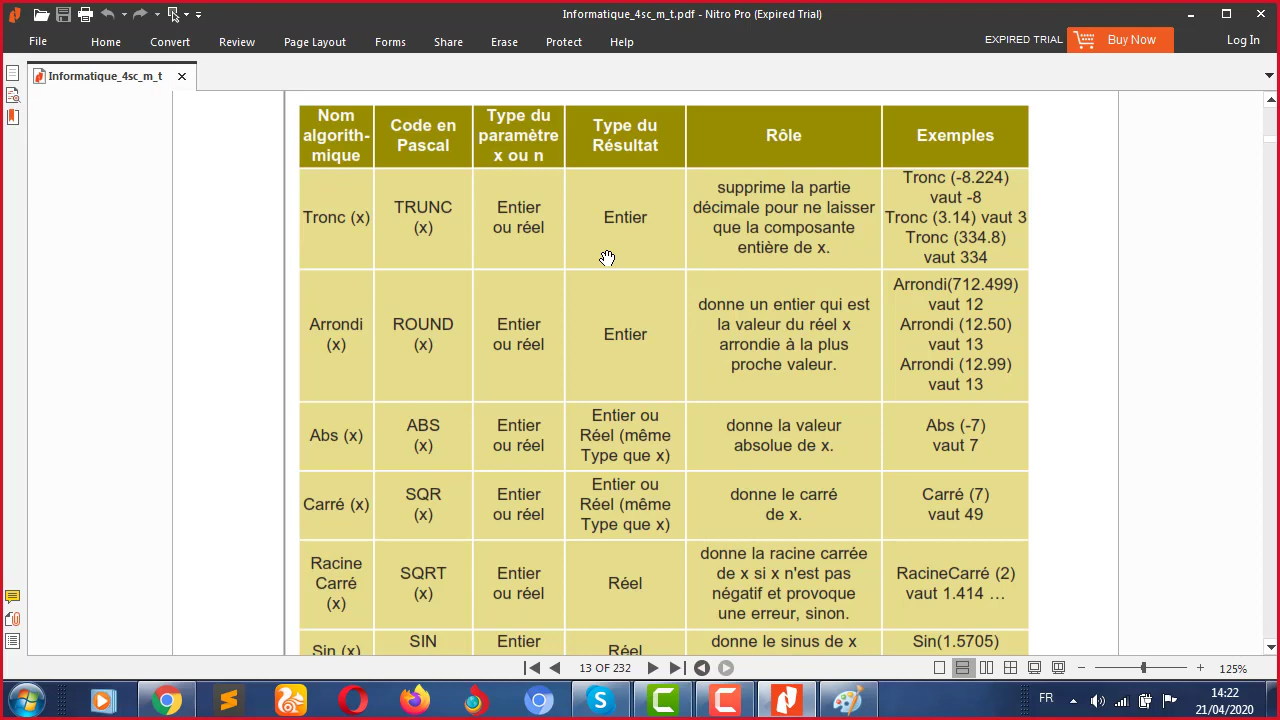 Informatique_4sc_m_t.pdf - Nitro Pro (Expired Trial)
File Home Convert Review Page Layout Forms Share Erase Protect Help EXPIRED TRIAL Buy Now Log In
Informatique_4sc_m_t
Nom
algorith-
mique
Code en
Pascal
Type du
paramètre
x ou n
Type du
Résultat
Rôle
Exemples
Tronc (x)
TRUNC
(x)
Entier
ou réel
Entier
supprime la partie
décimale pour ne laisser
que la composante
entière de x.
Tronc (-8.224)
vaut -8
Tronc (3.14) vaut 3
Tronc (334.8)
vaut 334
Arrondi
(x)
ROUND
(x)
Entier
ou réel
Entier
donne un entier qui est
la valeur du réel x
arrondie à la plus
proche valeur.
Arrondi(712.499)
vaut 12
Arrondi (12.50)
vaut 13
Arrondi (12.99)
vaut 13
Abs (x)
ABS
(x)
Entier
ou réel
Entier ou
Réel (même
Type que x)
donne la valeur
absolue de x.
Abs (-7)
vaut 7
Carré (x)
SQR
(x)
Entier
ou réel
Entier ou
Réel (même
Type que x)
donne le carré
de x.
Carré (7)
vaut 49
Racine
Carré
(x)
SQRT
(x)
Entier
ou réel
Réel
donne la racine carrée
de x si x n'est pas
négatif et provoque
une erreur, sinon.
RacineCarré (2)
vaut 1.414 …
Sin (x)
SIN
Entier
Réel
donne le sinus de x
Sin(1.5705)
13 OF 232
125%
FR
14:22
21/04/2020